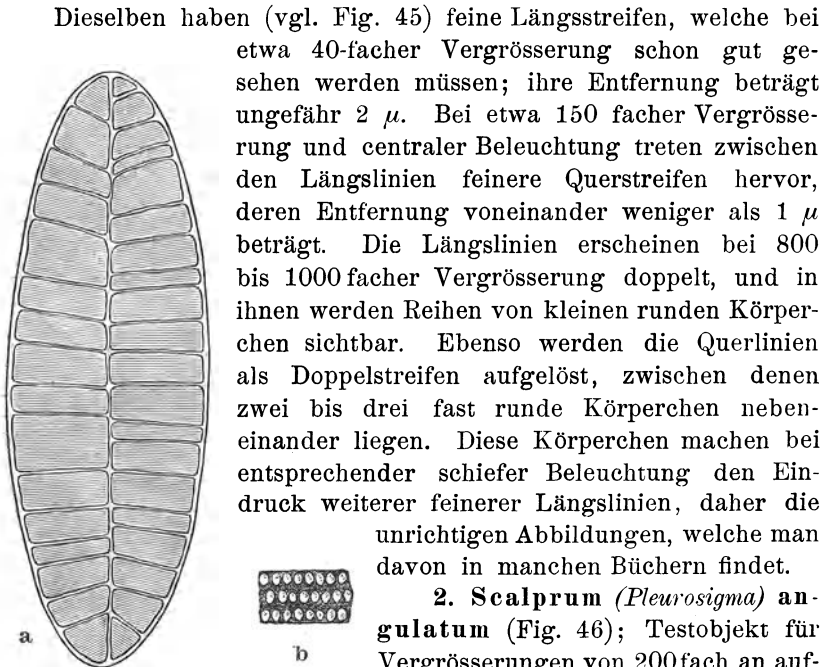 Dieselben haben (vgl. Fig. 45) feine Längsstreifen, welche bei
etwa 40-facher Vergrösserung schon gut ge-
sehen werden müssen; ihre Entfernung beträgt
ungefähr 2 μ. Bei etwa 150 facher Vergrösse-
rung und centraler Beleuchtung treten zwischen
den Längslinien feinere Querstreifen hervor,
deren Entfernung voneinander weniger als 1 μ
beträgt. Die Längslinien erscheinen bei 800
bis 1000 facher Vergrösserung doppelt, und in
ihnen werden Reihen von kleinen runden Körper-
chen sichtbar. Ebenso werden die Querlinien
als Doppelstreifen aufgelöst, zwischen denen
zwei bis drei fast runde Körperchen neben-
einander liegen. Diese Körperchen machen bei
entsprechender schiefer Beleuchtung den Ein-
druck weiterer feinerer Längslinien, daher die
unrichtigen Abbildungen, welche man
davon in manchen Büchern findet.
2. Scalprum (Pleurosigma) an-
gulatum (Fig. 46); Testobjekt für
Vergrösserungen von 200fach an auf-
a
b